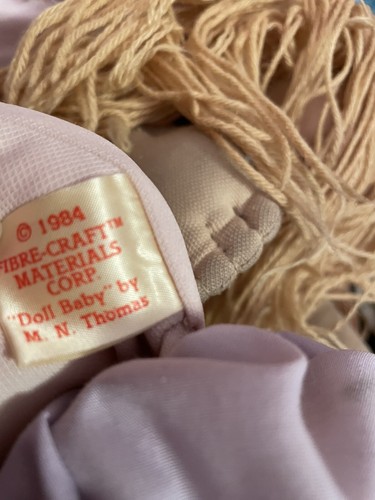 © 1984
FIBRE-CRAFT™
MATERIALS
CORP.
"Doll Baby" by
M. N. Thomas